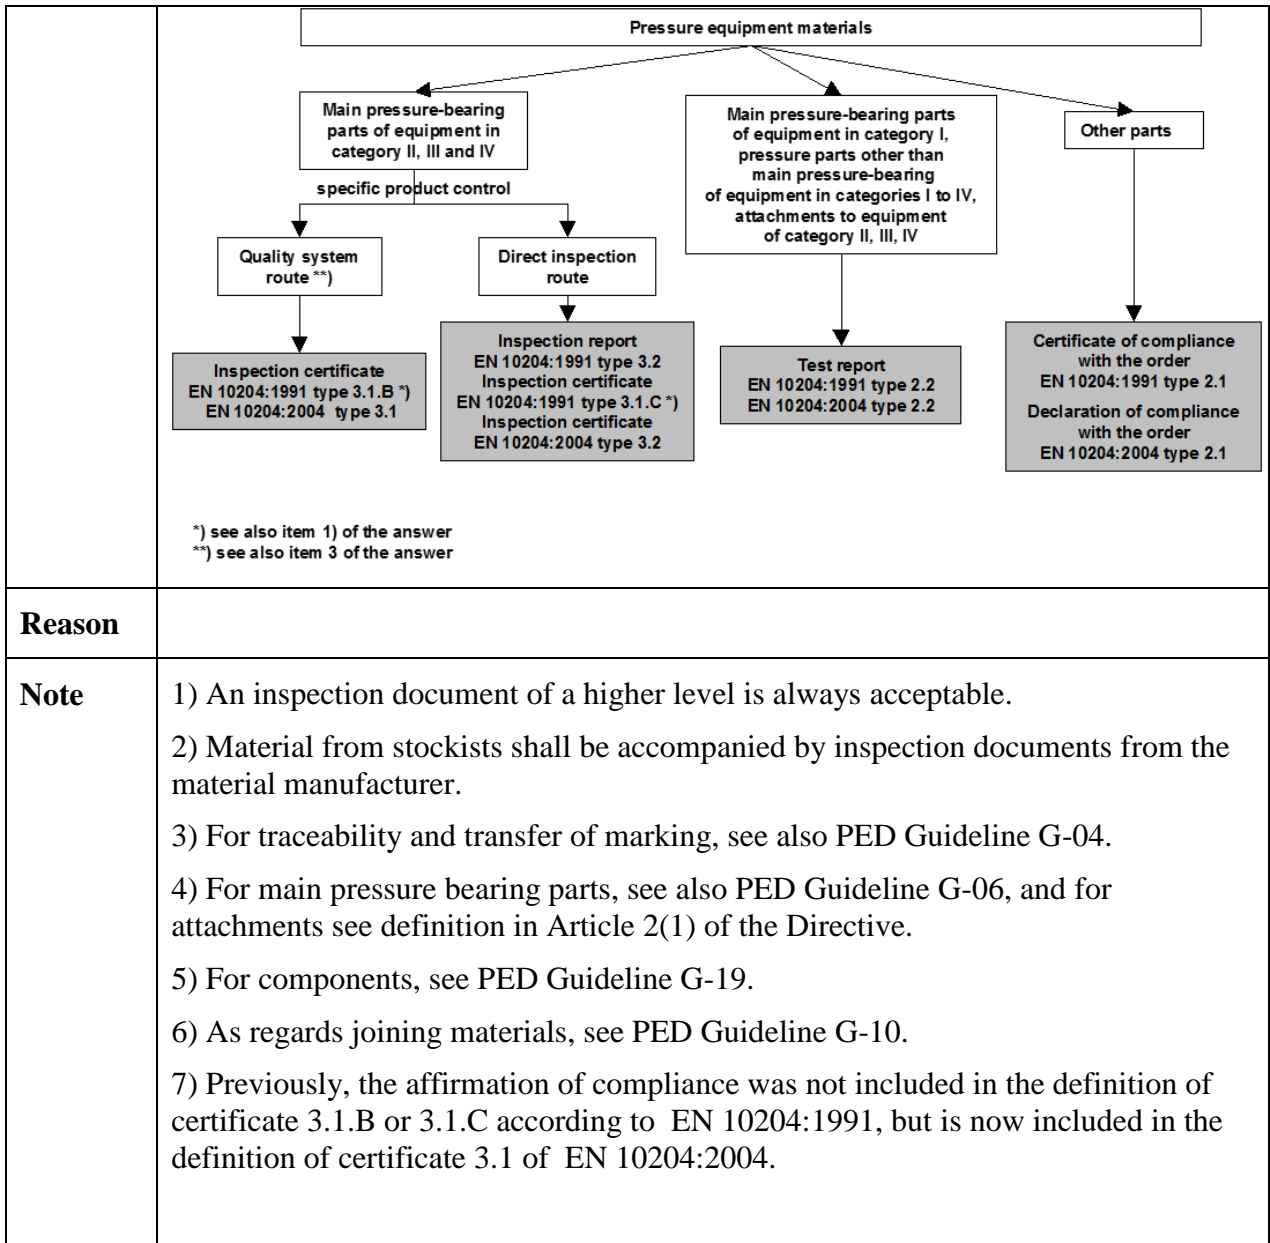 Pressure equipment materials
Main pressure-bearing
parts of equipment in
category II, III and IV
Main pressure-bearing parts
of equipment in category I,
pressure parts other than
main pressure-bearing
of equipment in categories I to IV,
attachments to equipment
of category II, III, IV
Other parts
specific product control
Quality system
route **)
Direct inspection
route
Inspection certificate
EN 10204:1991 type 3.1.B *)
EN 10204:2004  type 3.1
Inspection report
EN 10204:1991 type 3.2
Inspection certificate
EN 10204:1991 type 3.1.C *)
Inspection certificate
EN 10204:2004 type 3.2
Test report
EN 10204:1991 type 2.2
EN 10204:2004 type 2.2
Certificate of compliance
with the order
EN 10204:1991 type 2.1
Declaration of compliance
with the order
EN 10204:2004 type 2.1
*) see also item 1) of the answer
**) see also item 3 of the answer
Reason
Note
1) An inspection document of a higher level is always acceptable.
2) Material from stockists shall be accompanied by inspection documents from the
material manufacturer.
3) For traceability and transfer of marking, see also PED Guideline G-04.
4) For main pressure bearing parts, see also PED Guideline G-06, and for
attachments see definition in Article 2(1) of the Directive.
5) For components, see PED Guideline G-19.
6) As regards joining materials, see PED Guideline G-10.
7) Previously, the affirmation of compliance was not included in the definition of
certificate 3.1.B or 3.1.C according to  EN 10204:1991, but is now included in the
definition of certificate 3.1 of  EN 10204:2004.